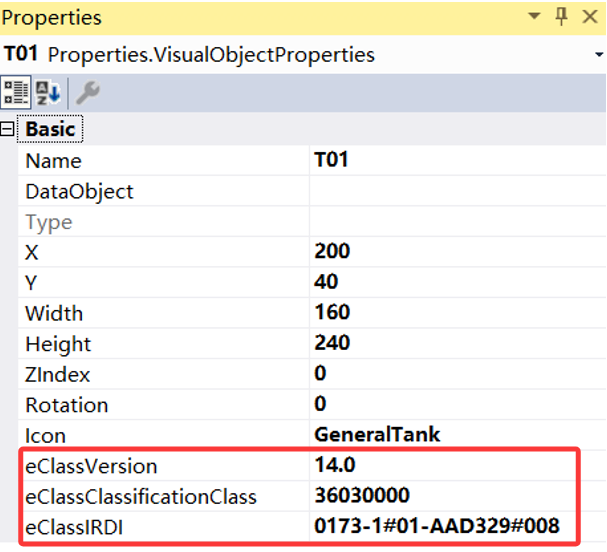 Properties
T01 Properties.VisualObjectProperties
Basic
Name T01
DataObject
Type
X 200
Y 40
Width 160
Height 240
ZIndex 0
Rotation 0
Icon GeneralTank
eClassVersion 14.0
eClassClassificationClass 36030000
eClassIRDI 0173-1#01-AAD329#008